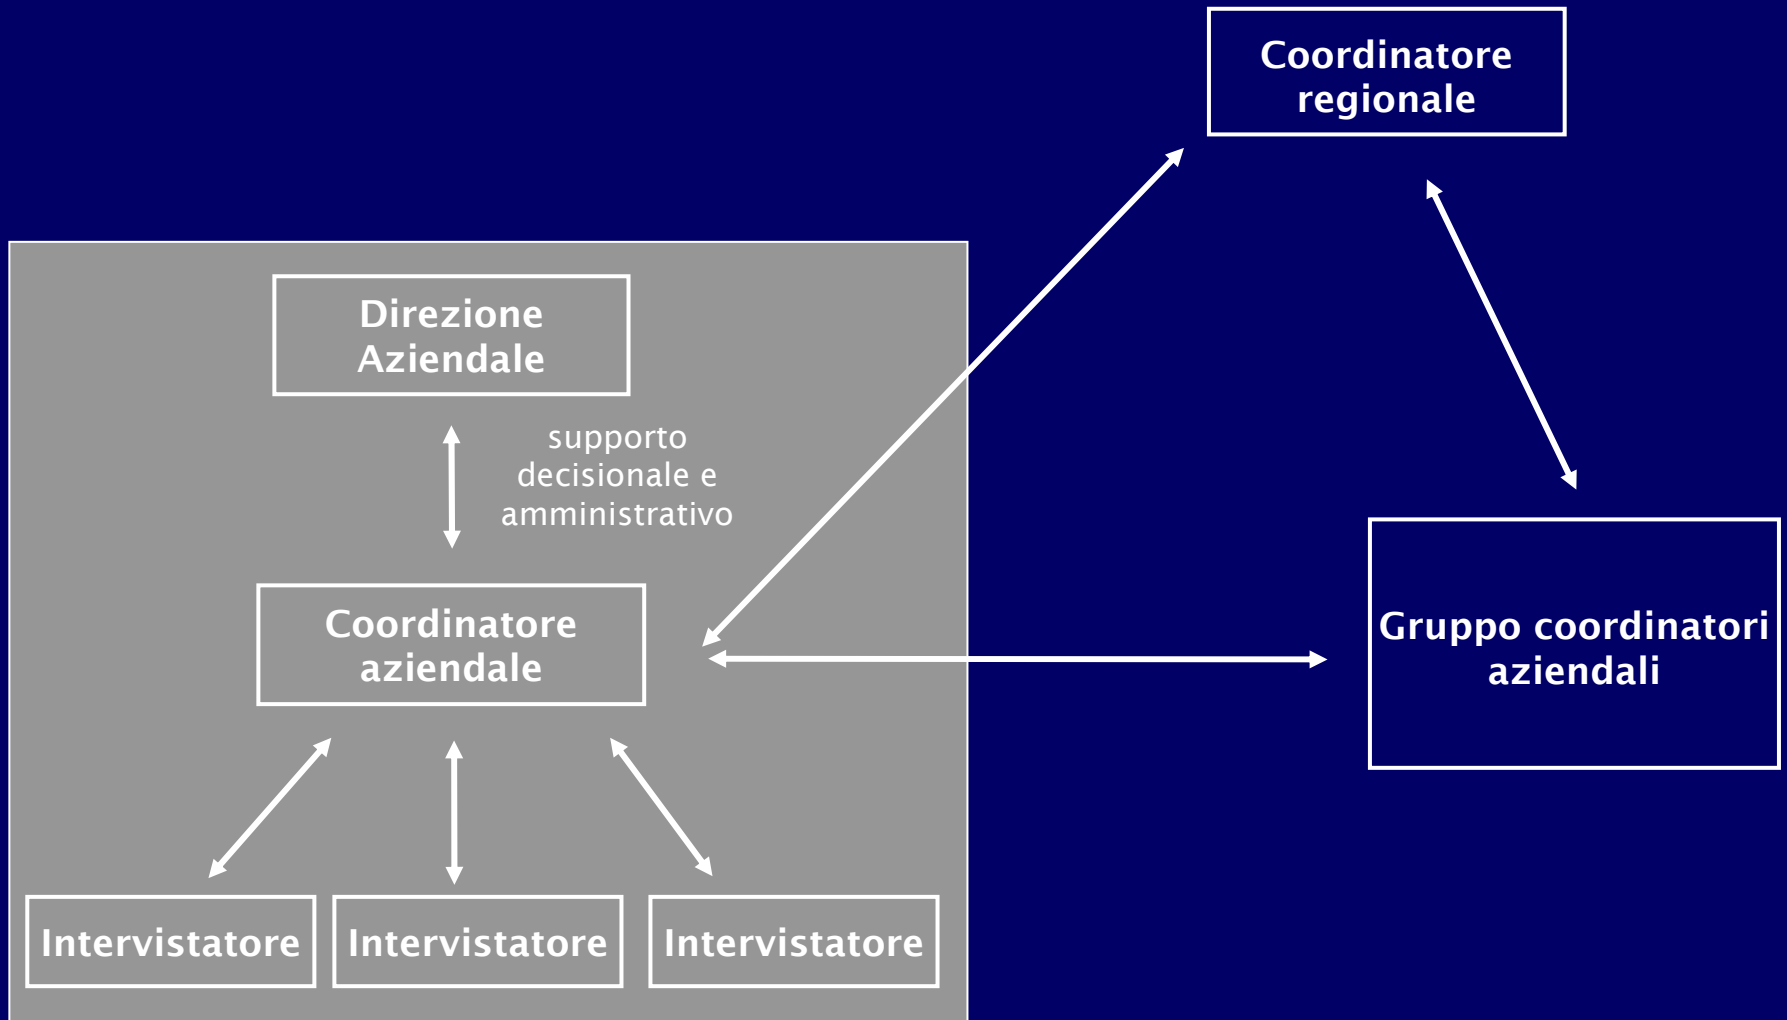 Coordinatore
regionale
Direzione
Aziendale
supporto
decisionale e
amministrativo
Coordinatore
aziendale
Gruppo coordinatori
aziendali
Intervistatore
Intervistatore
Intervistatore